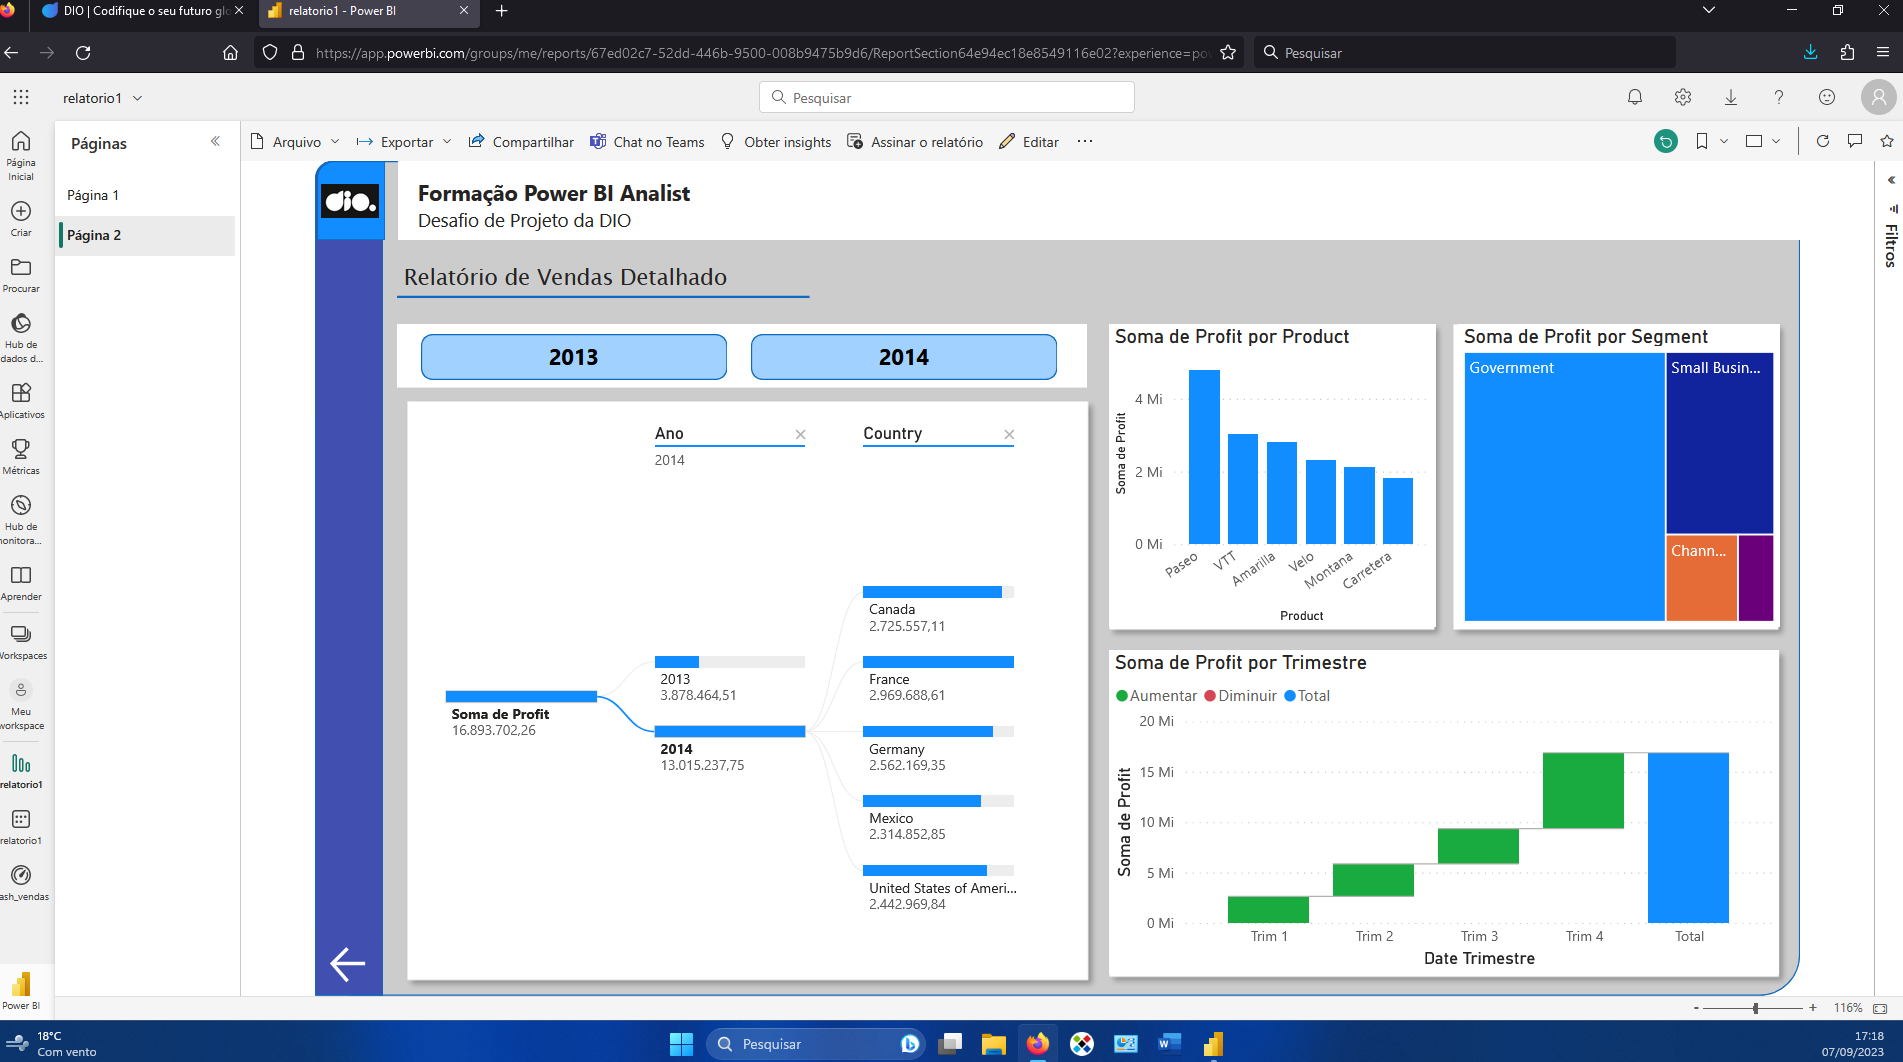 DIO | Codifique o seu futuro glo
relatorio1 - Power BI
https://app.powerbi.com/groups/me/reports/67ed02c7-52dd-446b-9500-008b9475b9d6/ReportSection64e94ec18e8549116e02?experience=po
Pesquisar
relatorio1
Pesquisar
Páginas
Página 1
Página 2
Página
Inicial
Criar
Procurar
Hub de
dados d...
Aplicativos
Métricas
Hub de
monitora...
Aprender
Workspaces
Meu
workspace
relatorio1
relatorio1
ash_vendas
Power BI
Arquivo
Exportar
Compartilhar
Chat no Teams
Obter insights
Assinar o relatório
Editar
dio.
Formação Power BI Analist
Desafio de Projeto da DIO
Relatório de Vendas Detalhado
2013
2014
Ano
2014
Country
Soma de Profit
16.893.702,26
2013
3.878.464,51
2014
13.015.237,75
Canada
2.725.557,11
France
2.969.688,61
Germany
2.562.169,35
Mexico
2.314.852,85
United States of Ameri...
2.442.969,84
Soma de Profit por Product
Soma de Profit
4 Mi
2 Mi
0 Mi
Paseo
VTT
Amarilla
Velo
Montana
Carretera
Product
Soma de Profit por Segment
Government
Small Busin...
Chann...
Soma de Profit por Trimestre
Aumentar
Diminuir
Total
Soma de Profit
20 Mi
15 Mi
10 Mi
5 Mi
0 Mi
Trim 1
Trim 2
Trim 3
Trim 4
Total
Date Trimestre
Filtros
116%
18°C
Com vento
Pesquisar
17:18
07/09/2023